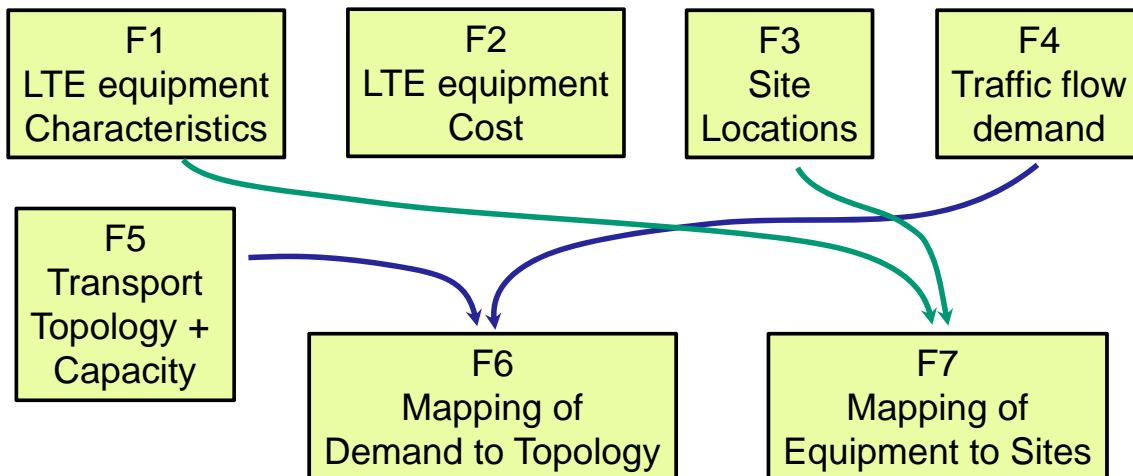 F1
LTE equipment
Characteristics
F2
LTE equipment
Cost
F3
Site
Locations
F4
Traffic flow
demand
F5
Transport
Topology +
Capacity
F6
Mapping of
Demand to Topology
F7
Mapping of
Equipment to Sites